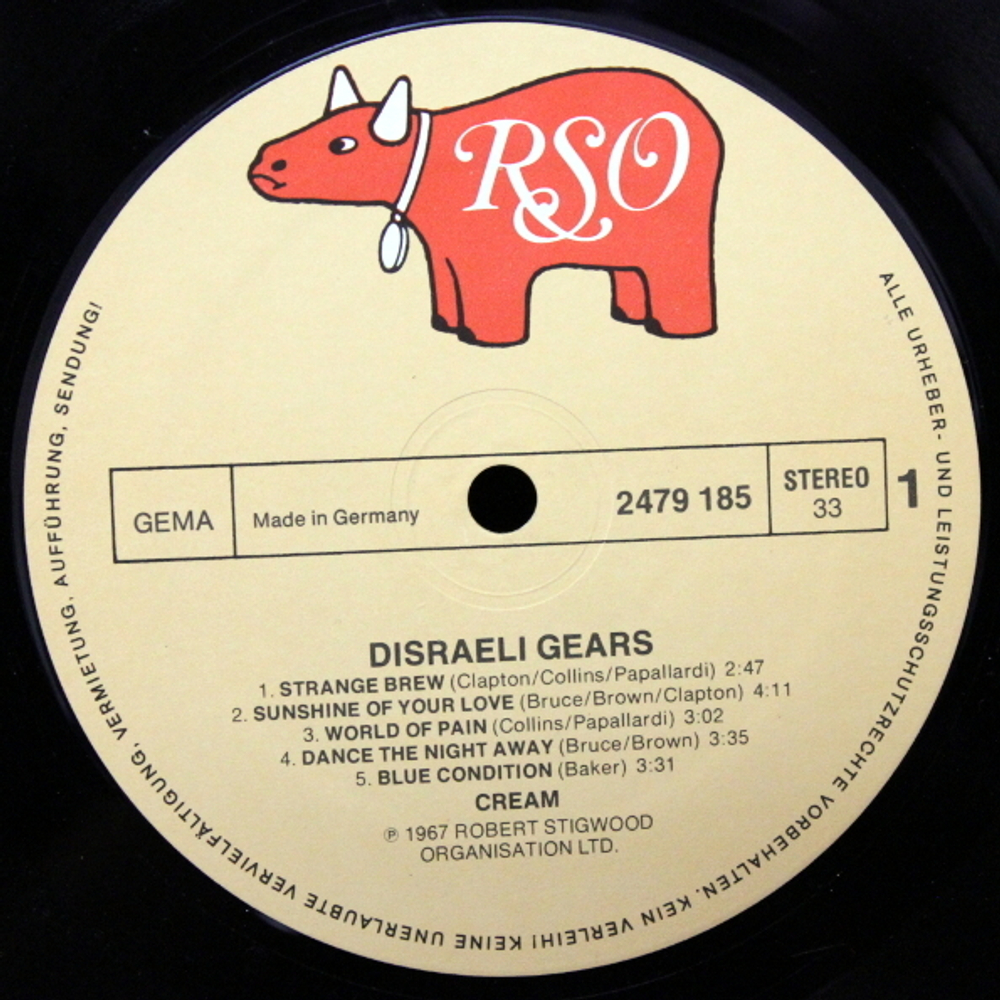 RSO
GEMA
Made in Germany
2479 185
STEREO
33
1
DISRAELI GEARS
1. STRANGE BREW (Clapton/Collins/Papallardi) 2:47
2. SUNSHINE OF YOUR LOVE (Bruce/Brown/Clapton) 4:11
3. WORLD OF PAIN (Collins/Papallardi) 3:02
4. DANCE THE NIGHT AWAY (Bruce/Brown) 3:35
5. BLUE CONDITION (Baker) 3:31
CREAM
℗ 1967 ROBERT STIGWOOD
ORGANISATION LTD.
ALLE URHEBER- UND LEISTUNGSSCHUTZRECHTE VORBEHALTEN. KEIN VERLEIH! KEINE UNERLAUBTE VERVIELFÄLTIGUNG, VERMIETUNG, AUFFÜHRUNG, SENDUNG!